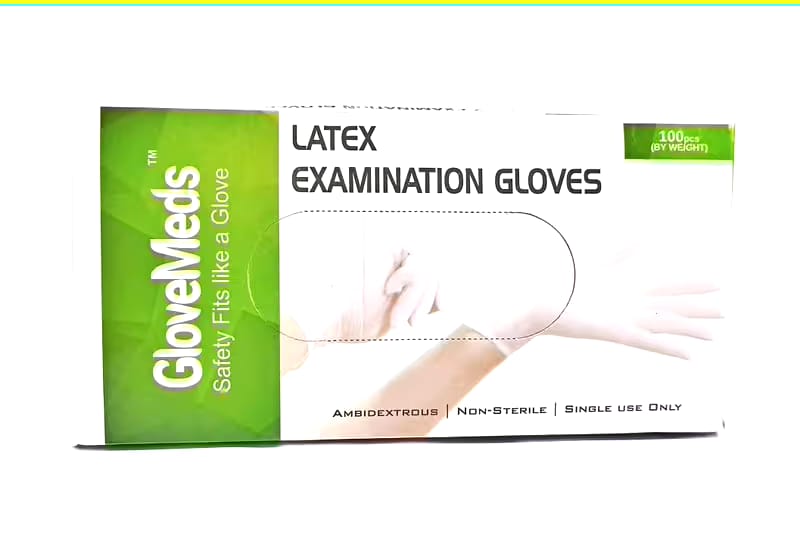 GloveMeds™
Safety Fits like a Glove
LATEX
EXAMINATION GLOVES
100pcs
(BY WEIGHT)
AMBIDEXTROUS | NON-STERILE | SINGLE USE ONLY